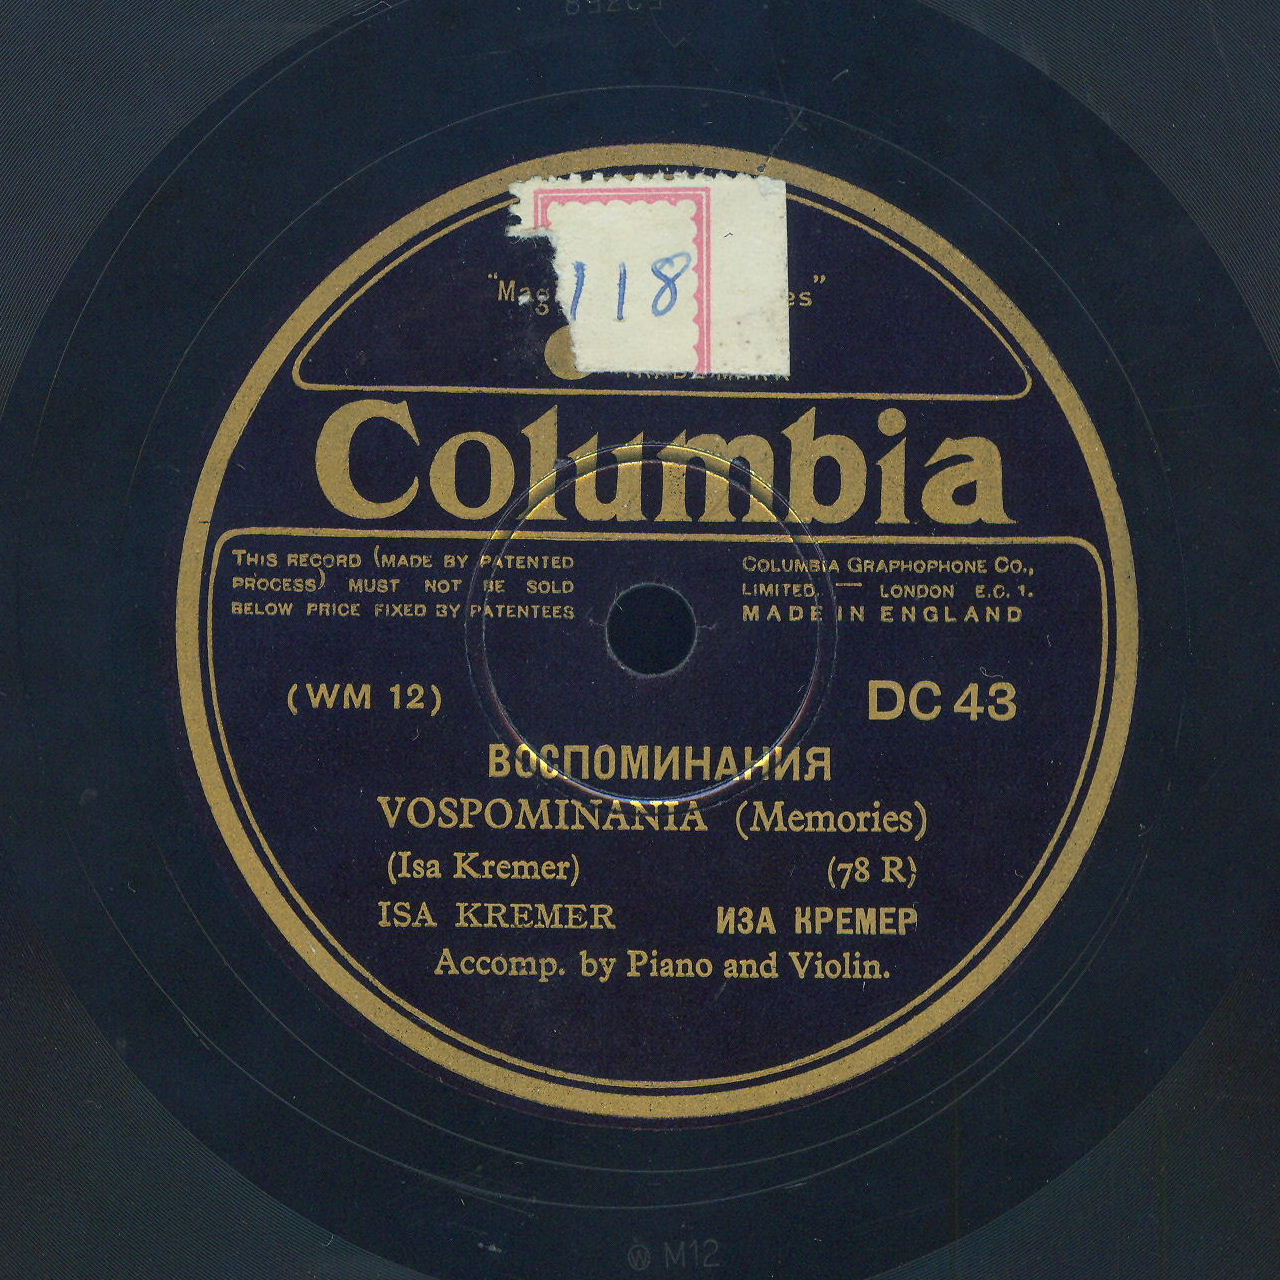 118
Columbia
THIS RECORD (MADE BY PATENTED
PROCESS) MUST NOT BE SOLD
BELOW PRICE FIXED BY PATENTEES
COLUMBIA GRAPHOPHONE CO.,
LIMITED. — LONDON E.C. 1.
MADE IN ENGLAND
(WM 12)
DC 43
ВОСПОМИНАНИЯ
VOSPOMINANIA (Memories)
(Isa Kremer) (78 R)
ISA KREMER ИЗА КРЕМЕР
Accomp. by Piano and Violin.
W M12